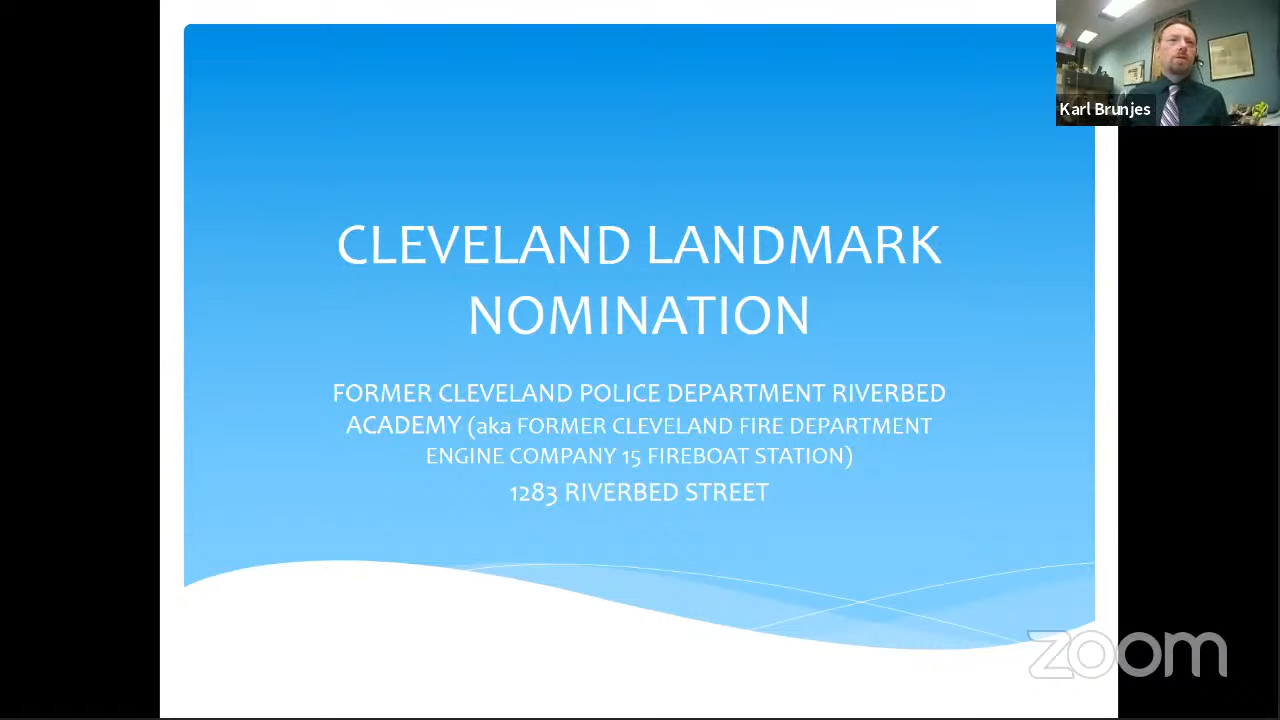 Karl Brunjes
CLEVELAND LANDMARK
NOMINATION
FORMER CLEVELAND POLICE DEPARTMENT RIVERBED
ACADEMY (aka FORMER CLEVELAND FIRE DEPARTMENT
ENGINE COMPANY 15 FIREBOAT STATION)
1283 RIVERBED STREET
zoom